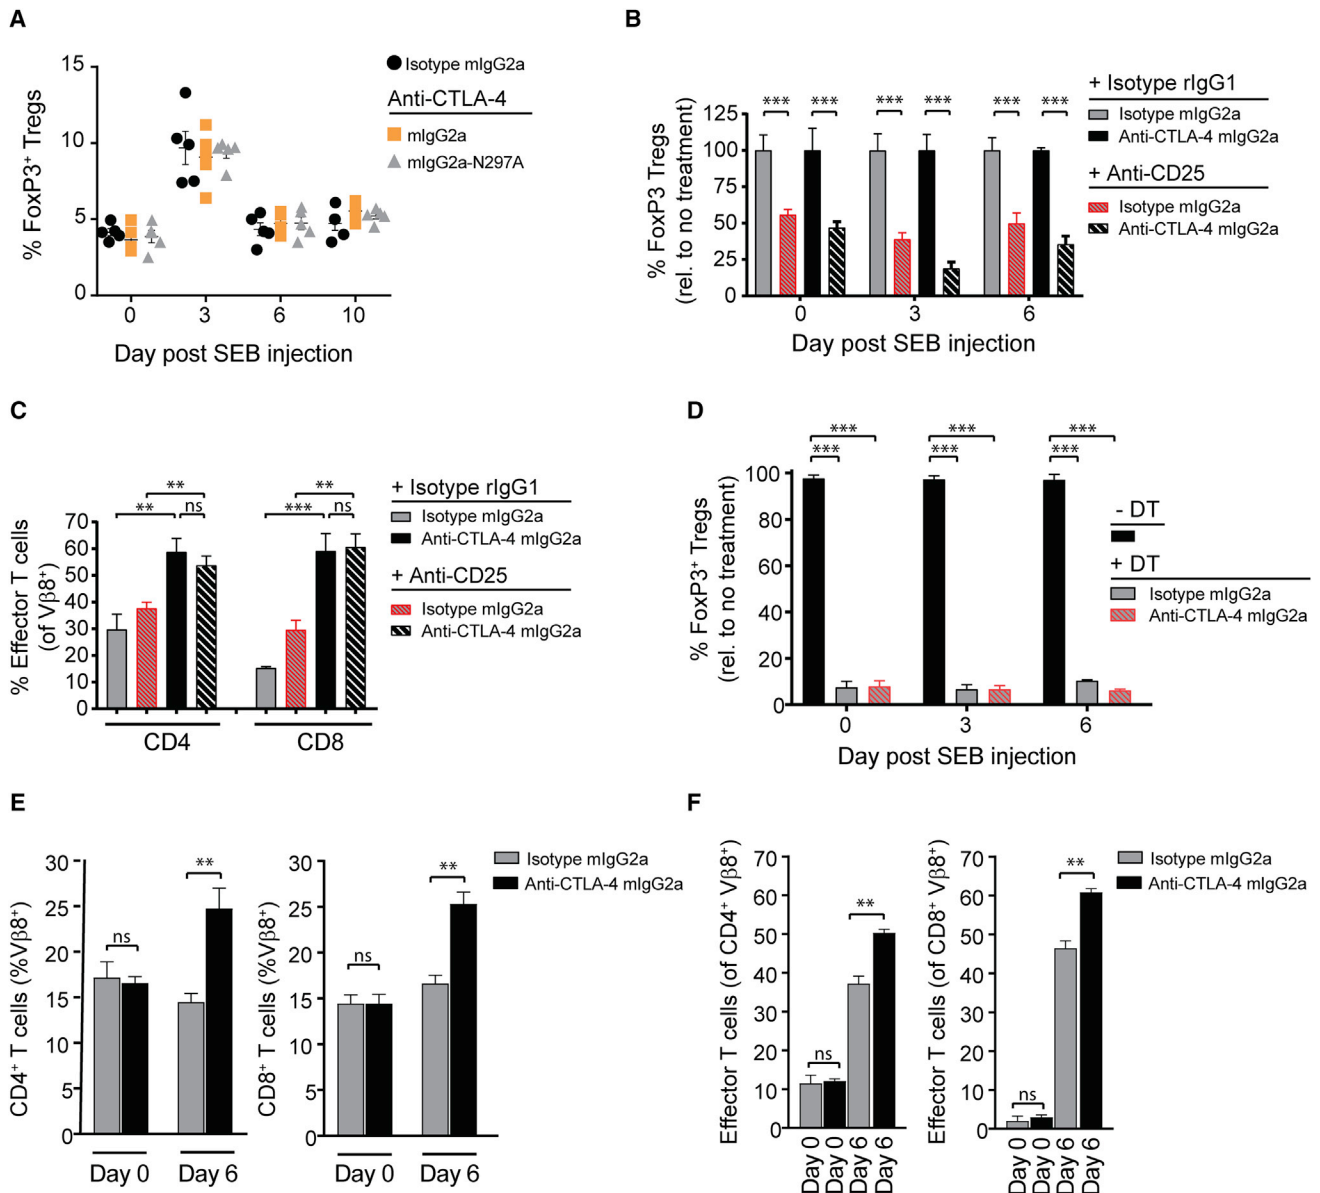 A
% FoxP3⁺ Tregs
15
10
5
0
0 3 6 10
Day post SEB injection
Isotype mIgG2a
Anti-CTLA-4
mIgG2a
mIgG2a-N297A
B
% FoxP3 Tregs
(rel. to no treatment)
125
100
75
50
25
0
*** *** *** *** *** ***
0 3 6
Day post SEB injection
+ Isotype rIgG1
Isotype mIgG2a
Anti-CTLA-4 mIgG2a
+ Anti-CD25
Isotype mIgG2a
Anti-CTLA-4 mIgG2a
C
% Effector T cells
(of Vβ8⁺)
70
60
50
40
30
20
10
0
** **
** ns *** ns
CD4 CD8
+ Isotype rIgG1
Isotype mIgG2a
Anti-CTLA-4 mIgG2a
+ Anti-CD25
Isotype mIgG2a
Anti-CTLA-4 mIgG2a
D
% FoxP3⁺ Tregs
(rel. to no treatment)
100
80
60
40
20
0
*** *** ***
*** *** ***
0 3 6
Day post SEB injection
- DT
+ DT
Isotype mIgG2a
Anti-CTLA-4 mIgG2a
E
CD4⁺ T cells (%Vβ8⁺)
30
25
20
15
10
5
0
ns **
Day 0 Day 6
CD8⁺ T cells (%Vβ8⁺)
30
25
20
15
10
5
0
ns **
Day 0 Day 6
Isotype mIgG2a
Anti-CTLA-4 mIgG2a
F
Effector T cells (of CD4⁺ Vβ8⁺)
70
60
50
40
30
20
10
0
ns **
Day 0 Day 0 Day 6 Day 6
Effector T cells (of CD8⁺ Vβ8⁺)
70
60
50
40
30
20
10
0
ns **
Day 0 Day 0 Day 6 Day 6
Isotype mIgG2a
Anti-CTLA-4 mIgG2a